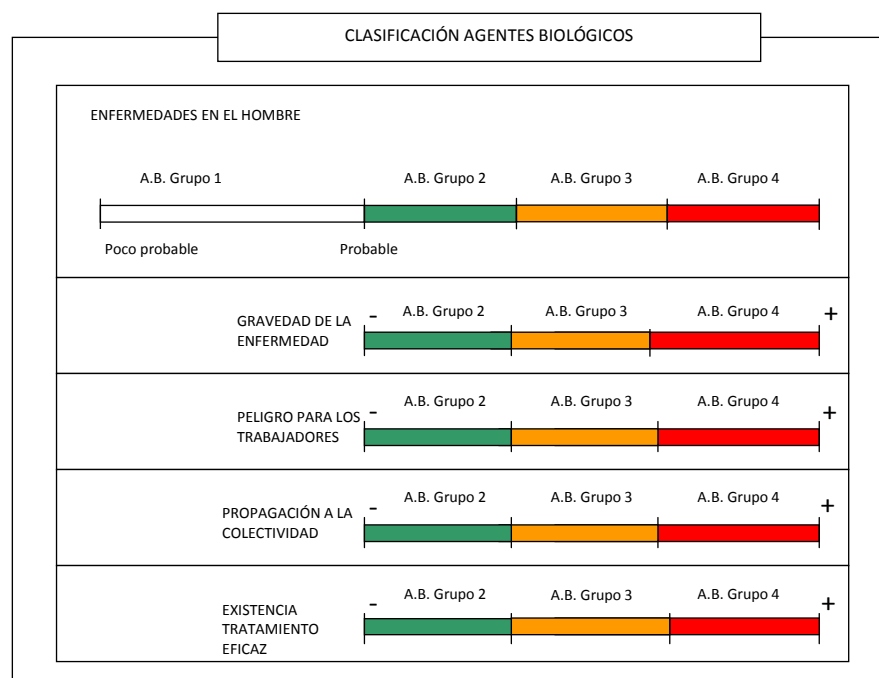 CLASIFICACIÓN AGENTES BIOLÓGICOS
ENFERMEDADES EN EL HOMBRE
A.B. Grupo 1 A.B. Grupo 2 A.B. Grupo 3 A.B. Grupo 4
Poco probable Probable
GRAVEDAD DE LA
ENFERMEDAD
- A.B. Grupo 2 A.B. Grupo 3 A.B. Grupo 4 +
PELIGRO PARA LOS
TRABAJADORES
- A.B. Grupo 2 A.B. Grupo 3 A.B. Grupo 4 +
PROPAGACIÓN A LA
COLECTIVIDAD
- A.B. Grupo 2 A.B. Grupo 3 A.B. Grupo 4 +
EXISTENCIA
TRATAMIENTO
EFICAZ
- A.B. Grupo 2 A.B. Grupo 3 A.B. Grupo 4 +